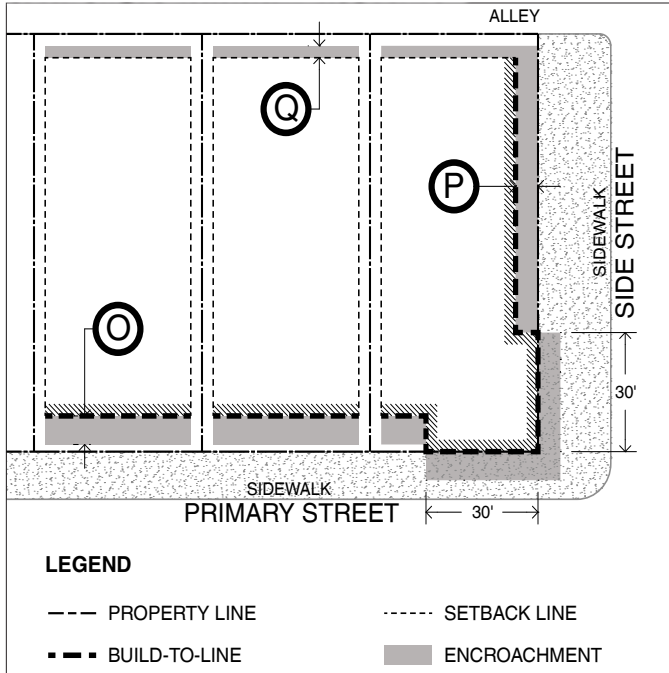 ALLEY
Q
P
SIDEWALK
SIDE STREET
O
30'
SIDEWALK
PRIMARY STREET
30'
LEGEND
PROPERTY LINE
SETBACK LINE
BUILD-TO-LINE
ENCROACHMENT